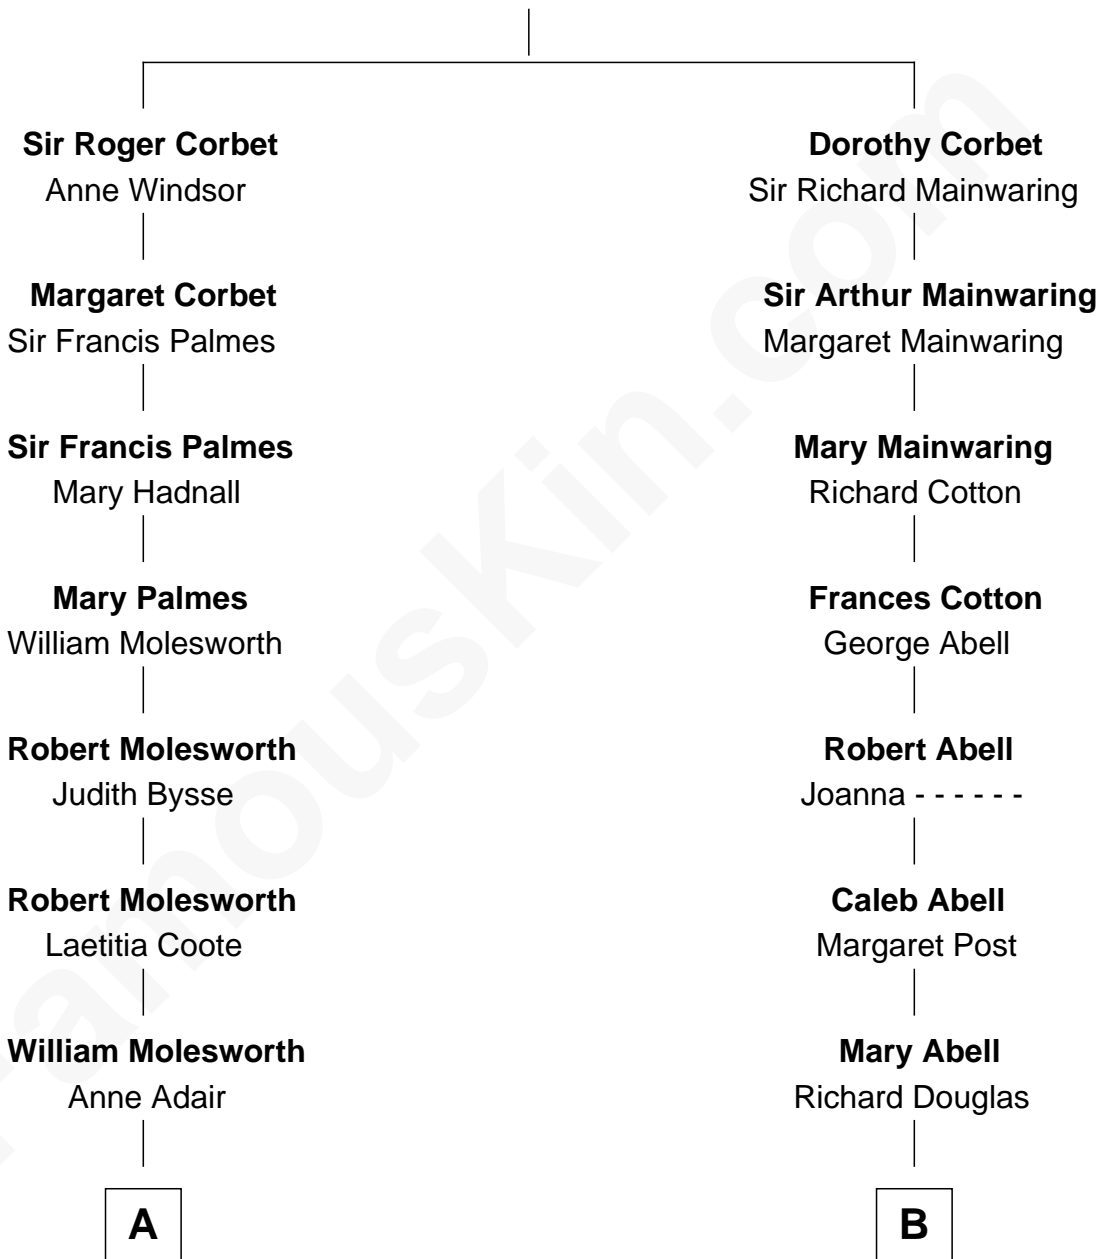 Sir Roger Corbet
Anne Windsor
Margaret Corbet
Sir Francis Palmes
Sir Francis Palmes
Mary Hadnall
Mary Palmes
William Molesworth
Robert Molesworth
Judith Bysse
Robert Molesworth
Laetitia Coote
William Molesworth
Anne Adair
A
Dorothy Corbet
Sir Richard Mainwaring
Sir Arthur Mainwaring
Margaret Mainwaring
Mary Mainwaring
Richard Cotton
Frances Cotton
George Abell
Robert Abell
Joanna - - - - - -
Caleb Abell
Margaret Post
Mary Abell
Richard Douglas
B
FamousKin.com